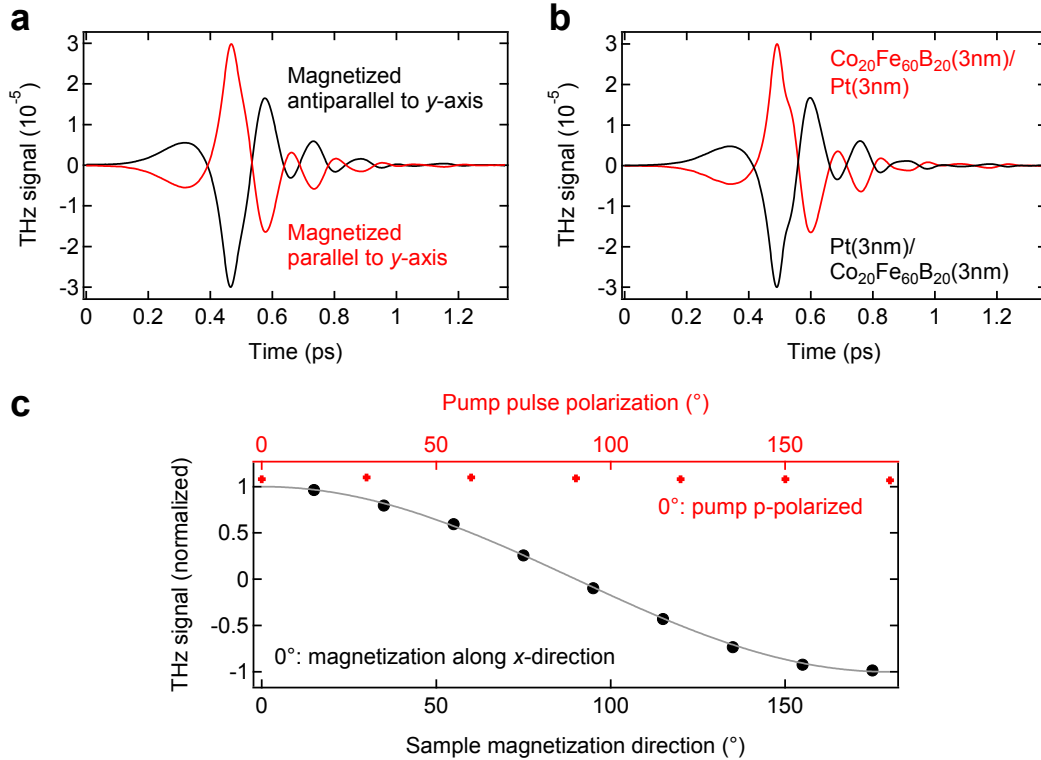 a
THz signal (10⁻⁵)
3
2
1
0
-1
-2
-3
Magnetized
antiparallel to y-axis
Magnetized
parallel to y-axis
0
0.2
0.4
0.6
0.8
1
1.2
Time (ps)
b
THz signal (10⁻⁵)
3
2
1
0
-1
-2
-3
Co₂₀Fe₆₀B₂₀(3nm)/
Pt(3nm)
Pt(3nm)/
Co₂₀Fe₆₀B₂₀(3nm)
0
0.2
0.4
0.6
0.8
1
1.2
Time (ps)
c
Pump pulse polarization (°)
0
50
100
150
THz signal (normalized)
1
0.5
0
-0.5
-1
0°: pump p-polarized
0°: magnetization along x-direction
0
50
100
150
Sample magnetization direction (°)